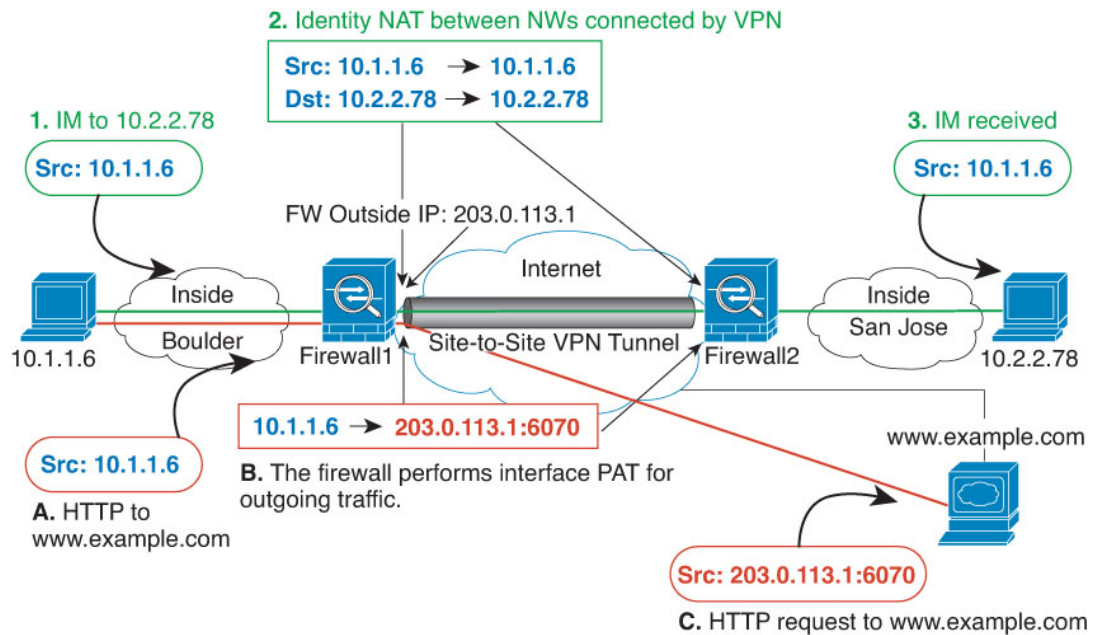 2. Identity NAT between NWs connected by VPN
Src: 10.1.1.6 → 10.1.1.6
Dst: 10.2.2.78 → 10.2.2.78
1. IM to 10.2.2.78
Src: 10.1.1.6
3. IM received
Src: 10.1.1.6
FW Outside IP: 203.0.113.1
Internet
Inside
Boulder
Inside
San Jose
10.1.1.6
Firewall1
Site-to-Site VPN Tunnel
Firewall2
10.2.2.78
10.1.1.6 → 203.0.113.1:6070
B. The firewall performs interface PAT for
outgoing traffic.
www.example.com
Src: 10.1.1.6
A. HTTP to
www.example.com
Src: 203.0.113.1:6070
C. HTTP request to www.example.com